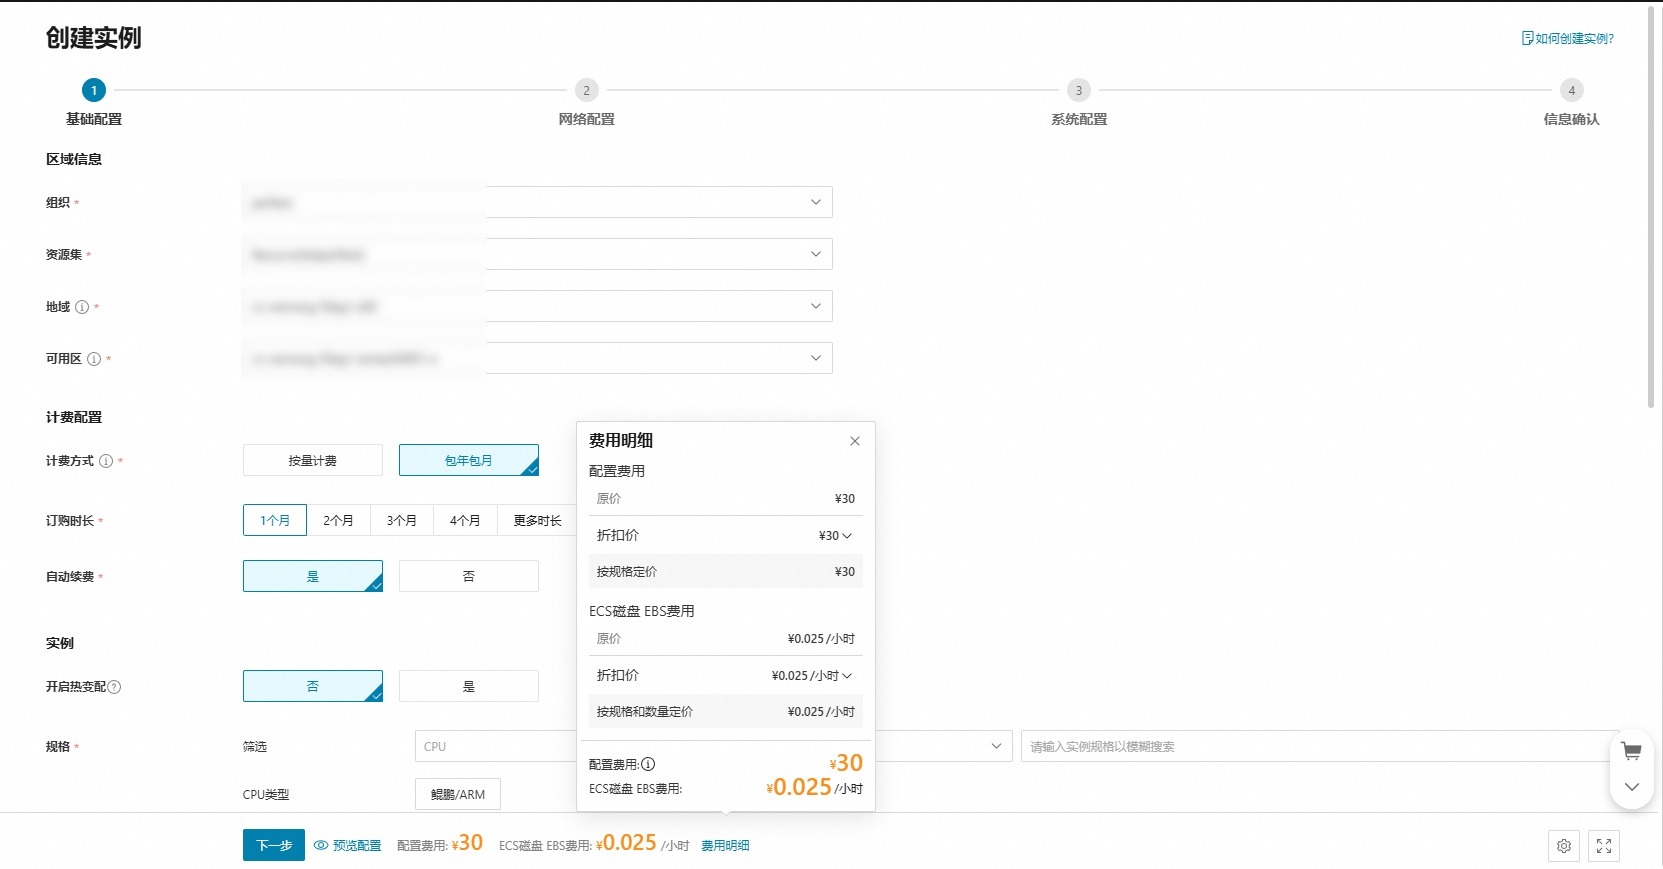 创建实例
如何创建实例?
1
2
3
4
基础配置
网络配置
系统配置
信息确认
区域信息
组织 *
资源集 *
地域 *
可用区 *
计费配置
计费方式 *
按量计费
包年包月
订购时长 *
1个月
2个月
3个月
4个月
更多时长
自动续费 *
是
否
实例
开启热变配
否
是
规格 *
筛选
CPU
请输入实例规格以模糊搜索
CPU类型
鲲鹏/ARM
费用明细
配置费用
原价 ¥30
折扣价 ¥30
按规格定价 ¥30
ECS磁盘 EBS费用
原价 ¥0.025/小时
折扣价 ¥0.025/小时
按规格和数量定价 ¥0.025/小时
配置费用: ¥30
ECS磁盘 EBS费用: ¥0.025/小时
下一步
预览配置
配置费用: ¥30
ECS磁盘 EBS费用: ¥0.025 /小时
费用明细